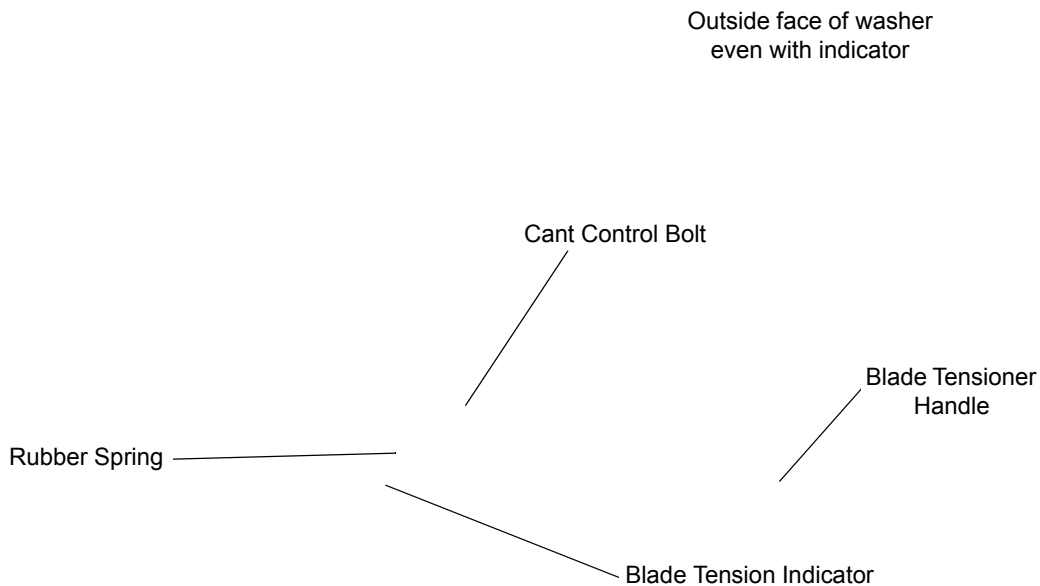 Outside face of washer
even with indicator
Cant Control Bolt
Blade Tensioner
Handle
Rubber Spring
Blade Tension Indicator